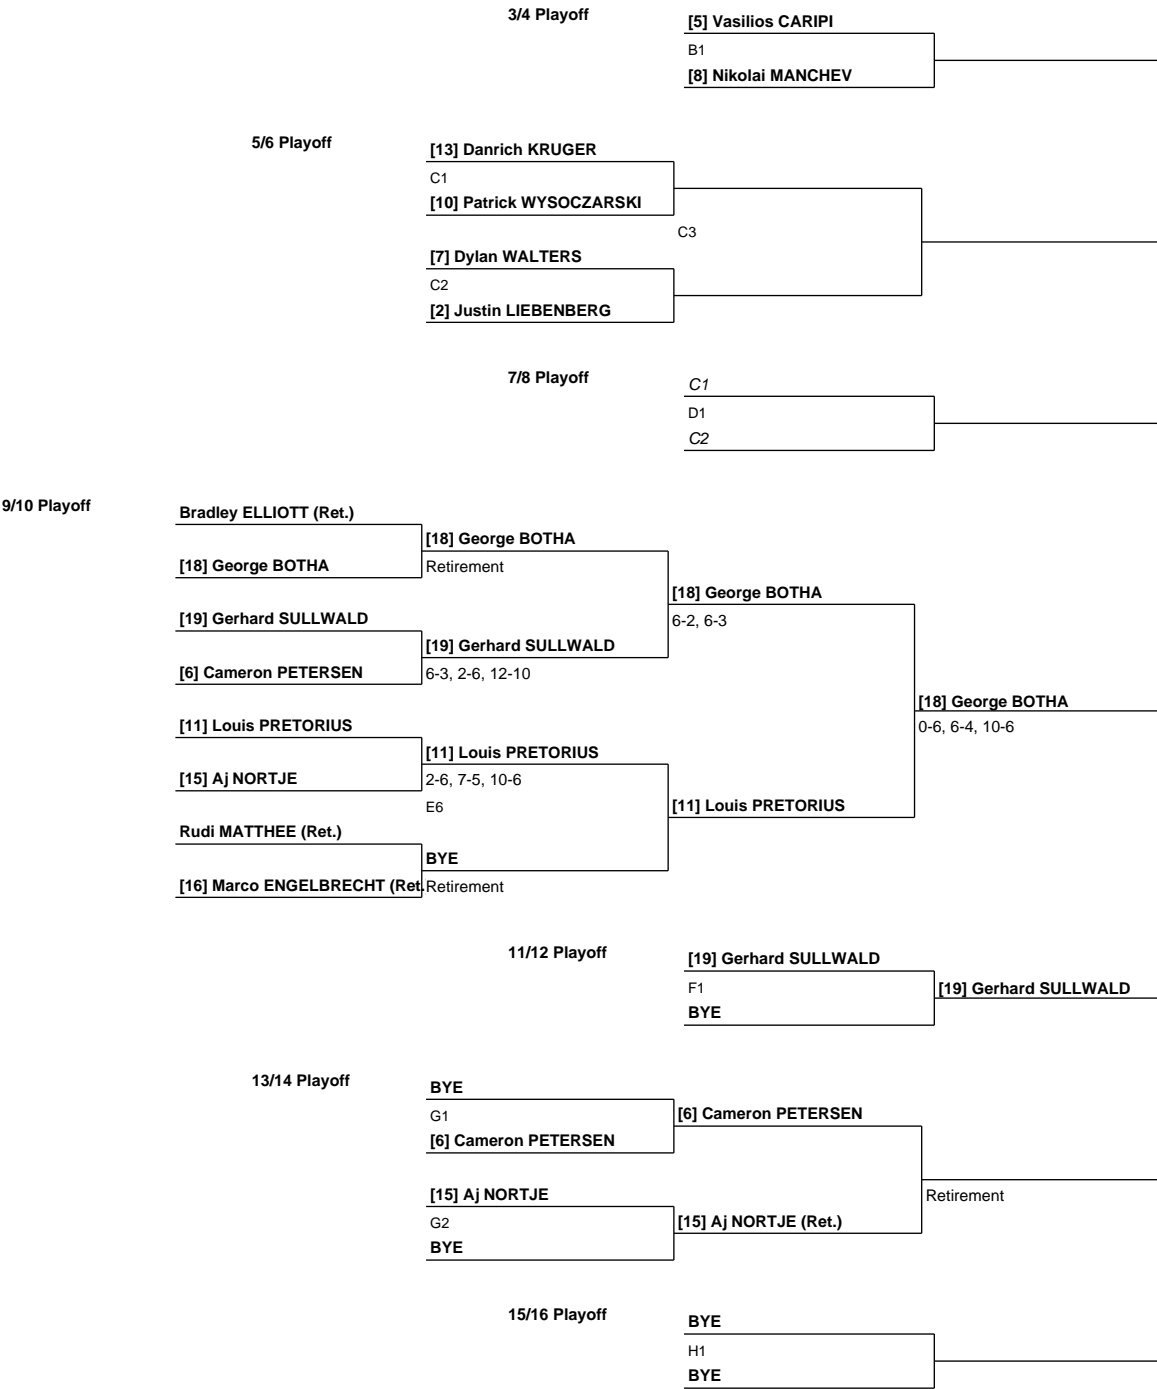 3/4 Playoff
[5] Vasilios CARIPI
B1
[8] Nikolai MANCHEV
5/6 Playoff
[13] Danrich KRUGER
C1
[10] Patrick WYSOCZARSKI
C3
[7] Dylan WALTERS
C2
[2] Justin LIEBENBERG
7/8 Playoff
C1
D1
C2
9/10 Playoff
Bradley ELLIOTT (Ret.)
[18] George BOTHA
[18] George BOTHA
Retirement
[18] George BOTHA
[19] Gerhard SULLWALD
6-2, 6-3
[19] Gerhard SULLWALD
[6] Cameron PETERSEN
6-3, 2-6, 12-10
[18] George BOTHA
[11] Louis PRETORIUS
0-6, 6-4, 10-6
[11] Louis PRETORIUS
[15] Aj NORTJE
2-6, 7-5, 10-6
E6
[11] Louis PRETORIUS
Rudi MATTHEE (Ret.)
BYE
[16] Marco ENGELBRECHT (Ret.
Retirement
11/12 Playoff
[19] Gerhard SULLWALD
F1
[19] Gerhard SULLWALD
BYE
13/14 Playoff
BYE
G1
[6] Cameron PETERSEN
[6] Cameron PETERSEN
[15] Aj NORTJE
Retirement
G2
[15] Aj NORTJE (Ret.)
BYE
15/16 Playoff
BYE
H1
BYE